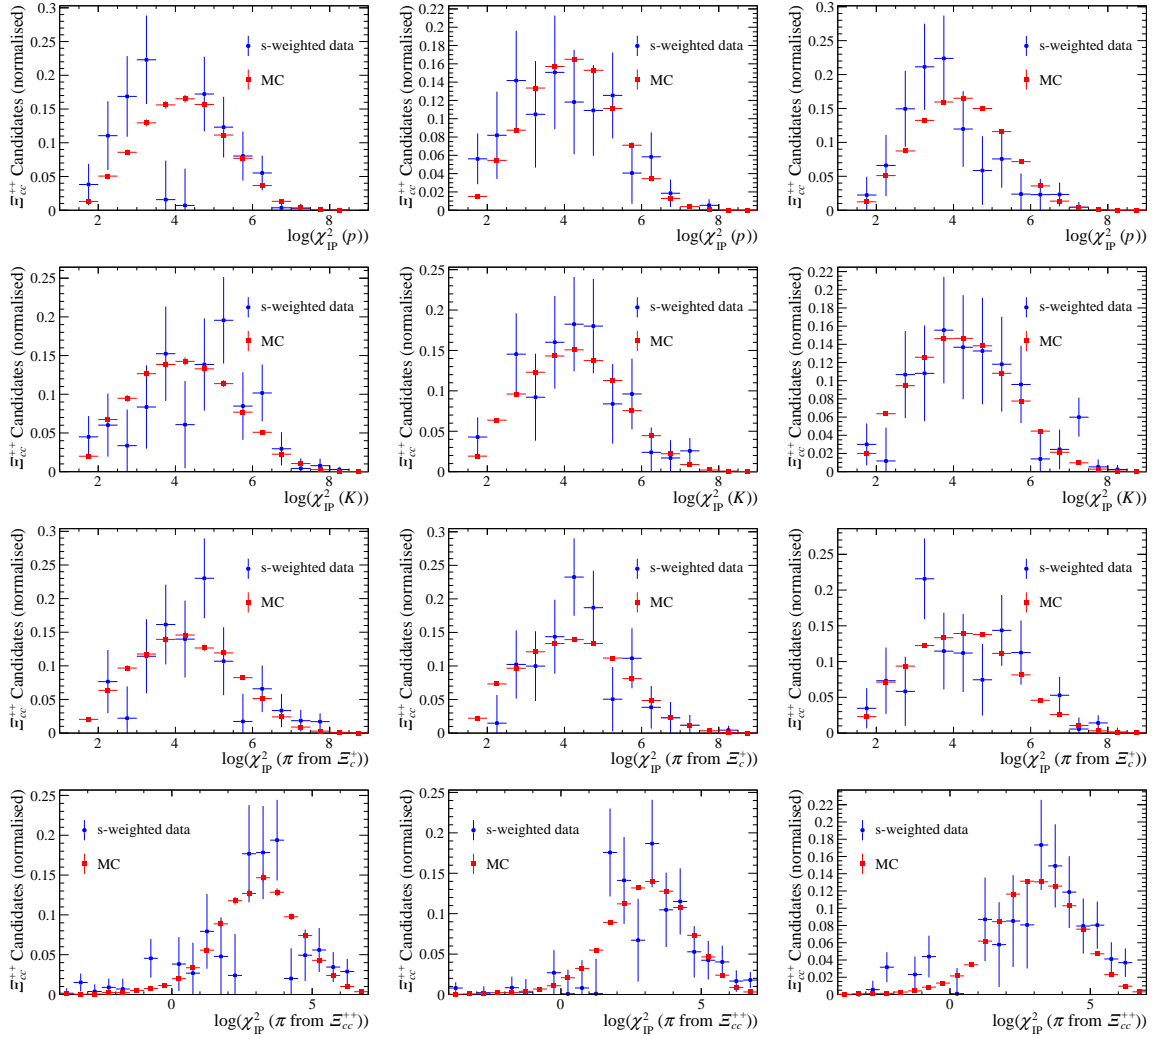 Ξcc++ Candidates (normalised)
0.3
0.25
0.2
0.15
0.1
0.05
0
s-weighted data
MC
2 4 6 8
log(χ²IP (p))
Ξcc++ Candidates (normalised)
0.22
0.2
0.18
0.16
0.14
0.12
0.1
0.08
0.06
0.04
0.02
0
s-weighted data
MC
2 4 6 8
log(χ²IP (p))
Ξcc++ Candidates (normalised)
0.3
0.25
0.2
0.15
0.1
0.05
0
s-weighted data
MC
2 4 6 8
log(χ²IP (p))
Ξcc++ Candidates (normalised)
0.25
0.2
0.15
0.1
0.05
0
s-weighted data
MC
2 4 6 8
log(χ²IP (K))
Ξcc++ Candidates (normalised)
0.25
0.2
0.15
0.1
0.05
0
s-weighted data
MC
2 4 6 8
log(χ²IP (K))
Ξcc++ Candidates (normalised)
0.22
0.2
0.18
0.16
0.14
0.12
0.1
0.08
0.06
0.04
0.02
0
s-weighted data
MC
2 4 6 8
log(χ²IP (K))
Ξcc++ Candidates (normalised)
0.3
0.25
0.2
0.15
0.1
0.05
0
s-weighted data
MC
2 4 6 8
log(χ²IP (π from Ξc+))
Ξcc++ Candidates (normalised)
0.3
0.25
0.2
0.15
0.1
0.05
0
s-weighted data
MC
2 4 6 8
log(χ²IP (π from Ξc+))
Ξcc++ Candidates (normalised)
0.25
0.2
0.15
0.1
0.05
0
s-weighted data
MC
2 4 6 8
log(χ²IP (π from Ξc+))
Ξcc++ Candidates (normalised)
0.25
0.2
0.15
0.1
0.05
0
s-weighted data
MC
0 5
log(χ²IP (π from Ξcc++))
Ξcc++ Candidates (normalised)
0.25
0.2
0.15
0.1
0.05
0
s-weighted data
MC
0 5
log(χ²IP (π from Ξcc++))
Ξcc++ Candidates (normalised)
0.22
0.2
0.18
0.16
0.14
0.12
0.1
0.08
0.06
0.04
0.02
0
s-weighted data
MC
0 5
log(χ²IP (π from Ξcc++))